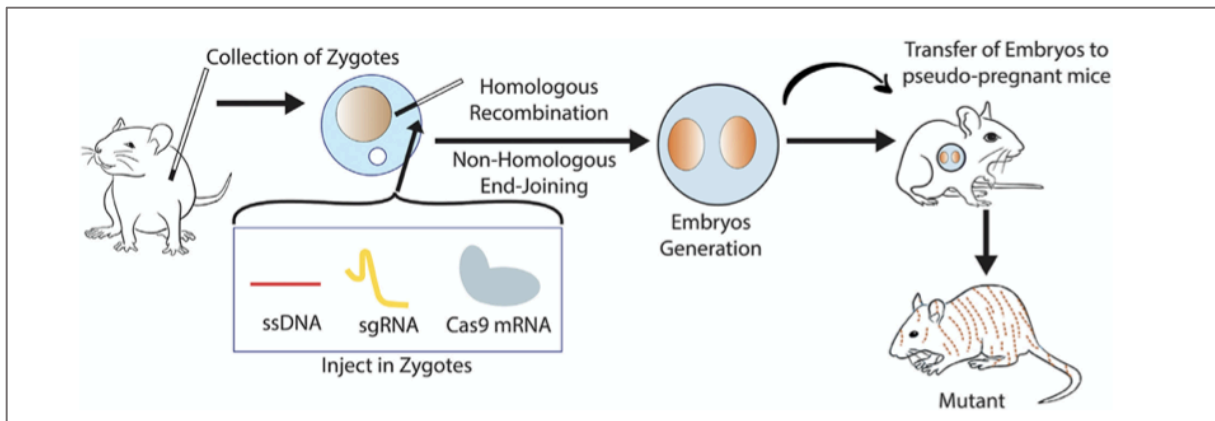 Collection of Zygotes
Homologous
Recombination
Non-Homologous
End-Joining
Transfer of Embryos to
pseudo-pregnant mice
Embryos
Generation
ssDNA
sgRNA
Cas9 mRNA
Inject in Zygotes
Mutant